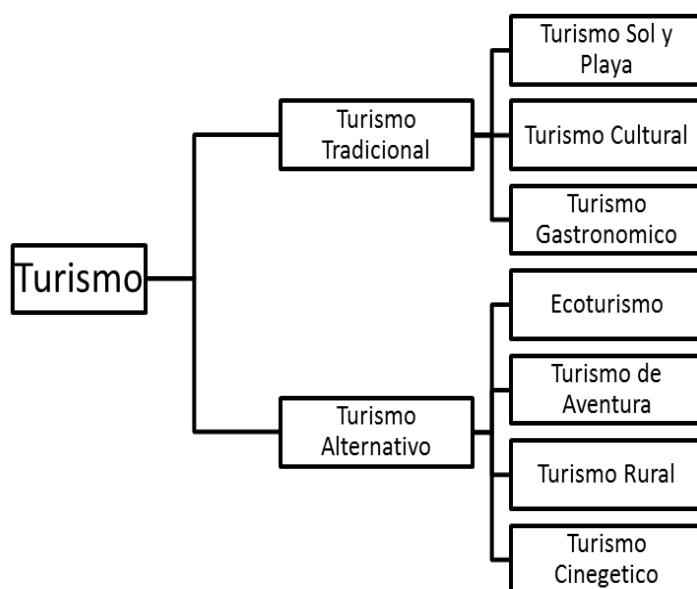 Turismo
Turismo
Tradicional
Turismo Sol y
Playa
Turismo Cultural
Turismo
Gastronomico
Turismo
Alternativo
Ecoturismo
Turismo de
Aventura
Turismo Rural
Turismo
Cinegetico